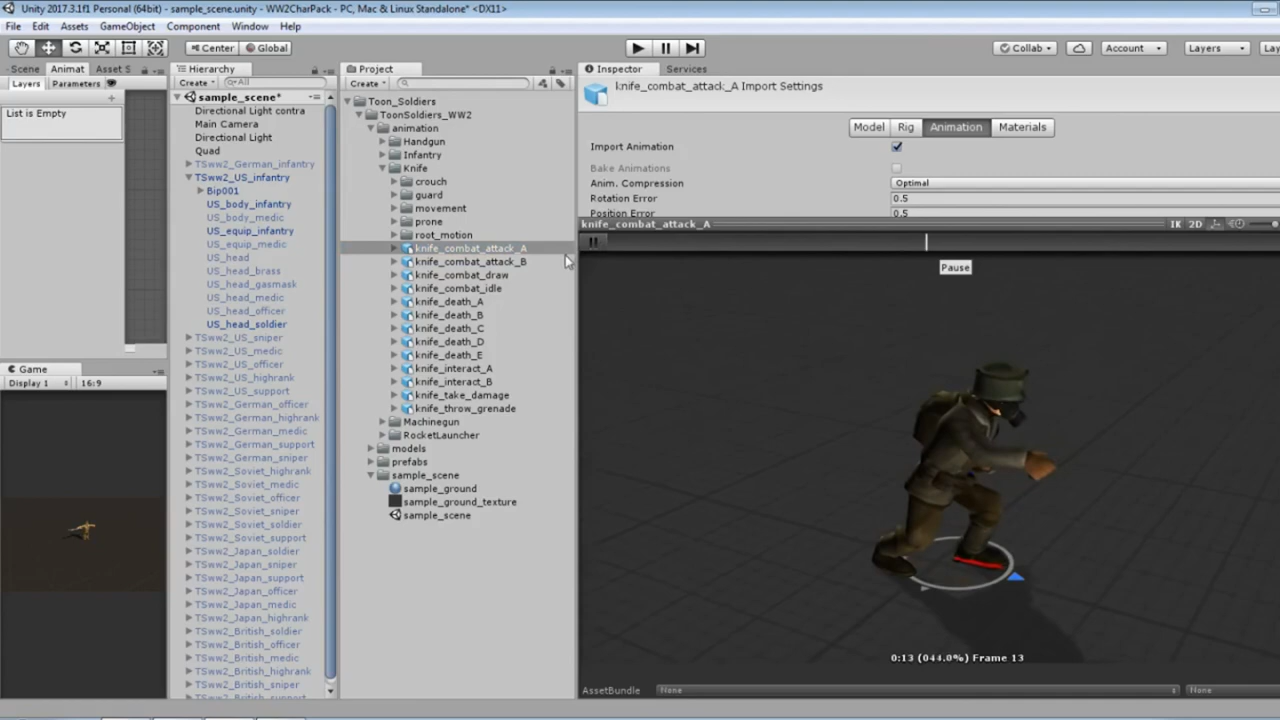 Unity 2017.3.1f1 Personal (64bit) - sample_scene.unity - WW2CharPack - PC, Mac & Linux Standalone* <DX11>
File Edit Assets GameObject Component Window Help
Center Global Collab Account Layers Lay
Scene Animat Asset S
Layers Parameters
List is Empty
Game
Display 1 16:9
Hierarchy
Create All
sample_scene*
Directional Light contra
Main Camera
Directional Light
Quad
TSww2_German_infantry
TSww2_US_infantry
Bip001
US_body_infantry
US_body_medic
US_equip_infantry
US_equip_medic
US_head
US_head_brass
US_head_gasmask
US_head_medic
US_head_officer
US_head_soldier
TSww2_US_sniper
TSww2_US_medic
TSww2_US_officer
TSww2_US_highrank
TSww2_US_support
TSww2_German_officer
TSww2_German_highrank
TSww2_German_medic
TSww2_German_support
TSww2_German_sniper
TSww2_Soviet_highrank
TSww2_Soviet_medic
TSww2_Soviet_officer
TSww2_Soviet_sniper
TSww2_Soviet_soldier
TSww2_Soviet_support
TSww2_Japan_soldier
TSww2_Japan_sniper
TSww2_Japan_support
TSww2_Japan_officer
TSww2_Japan_medic
TSww2_Japan_highrank
TSww2_British_soldier
TSww2_British_officer
TSww2_British_medic
TSww2_British_highrank
TSww2_British_sniper
TSww2_British_support
Project
Create
Toon_Soldiers
ToonSoldiers_WW2
animation
Handgun
Infantry
Knife
crouch
guard
movement
prone
root_motion
knife_combat_attack_A
knife_combat_attack_B
knife_combat_draw
knife_combat_idle
knife_death_A
knife_death_B
knife_death_C
knife_death_D
knife_death_E
knife_interact_A
knife_interact_B
knife_take_damage
knife_throw_grenade
Machinegun
RocketLauncher
models
prefabs
sample_scene
sample_ground
sample_ground_texture
sample_scene
Inspector Services
knife_combat_attack_A Import Settings
Model Rig Animation Materials
Import Animation
Bake Animations
Anim. Compression Optimal
Rotation Error 0.5
Position Error 0.5
knife_combat_attack_A IK 2D
Pause
0:13 (044.0%) Frame 13
AssetBundle None None